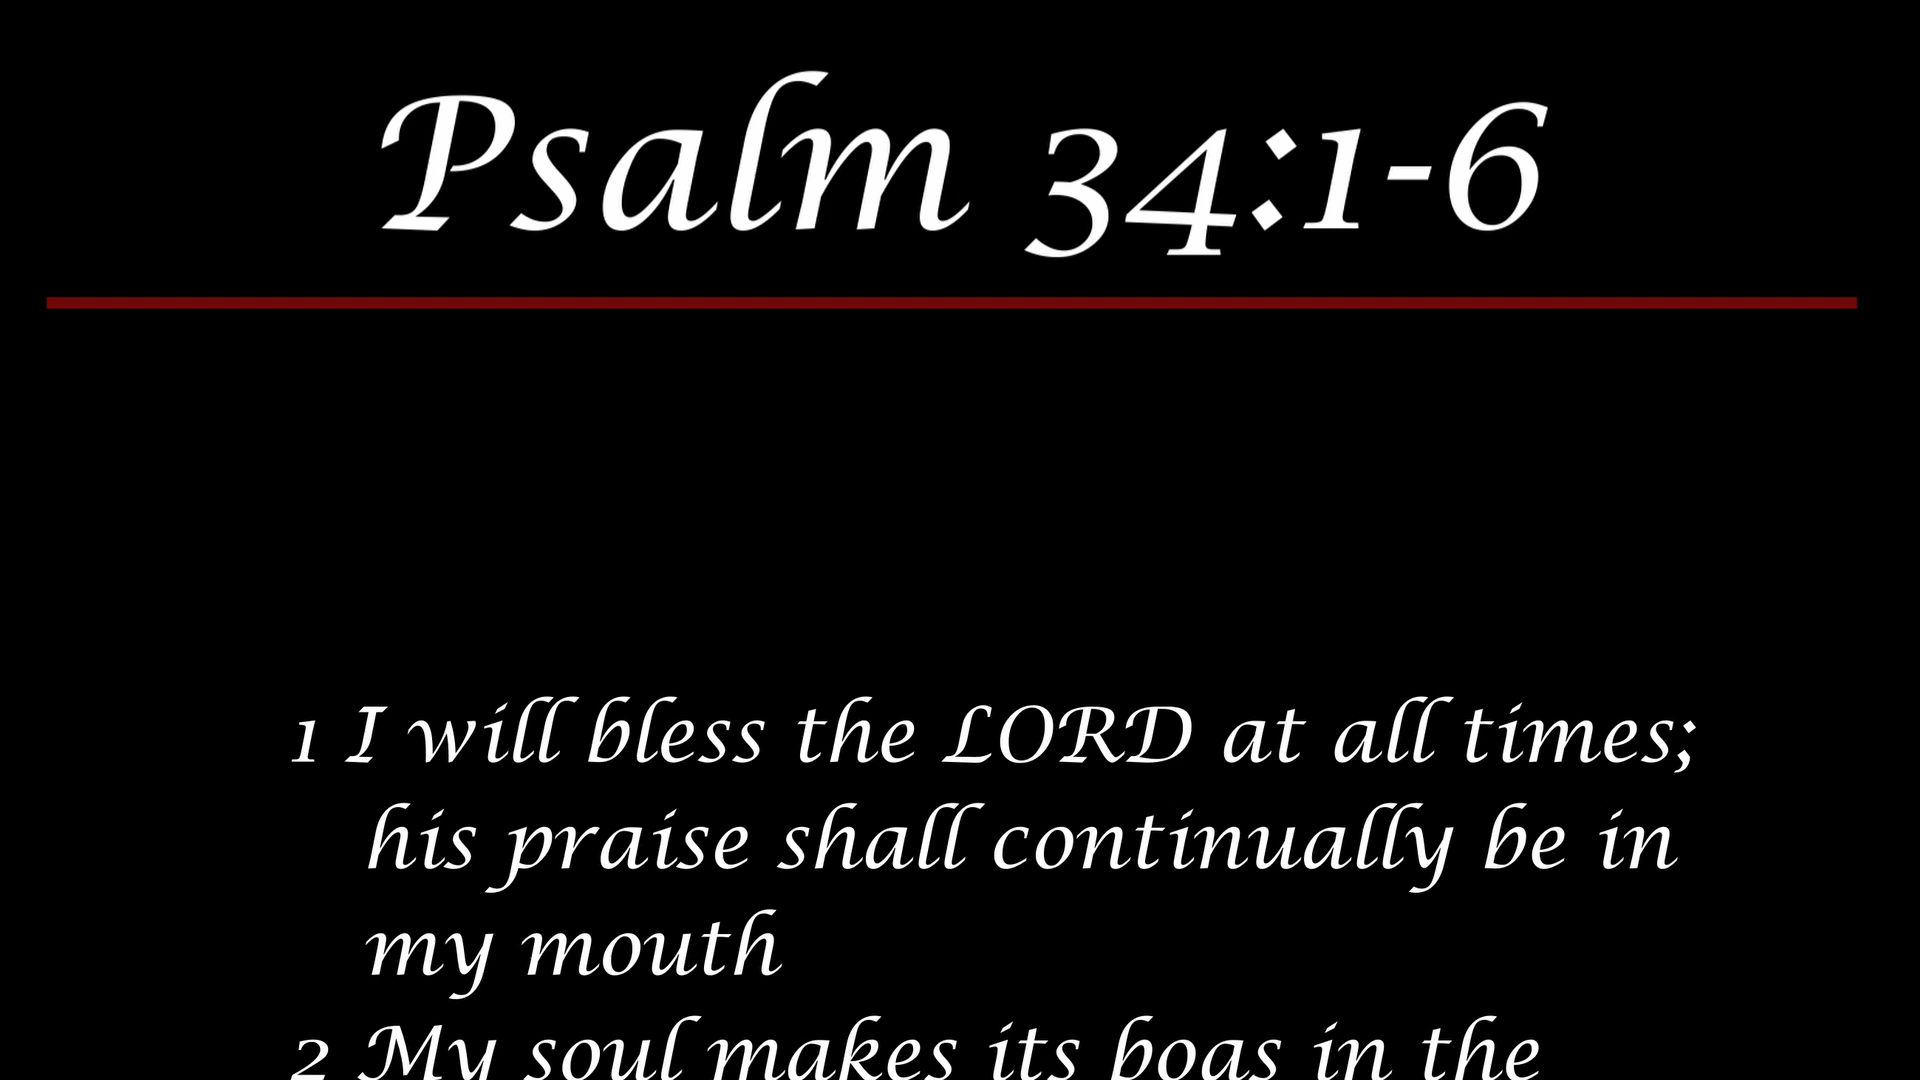 Psalm 34:1-6
1 I will bless the LORD at all times;
his praise shall continually be in
my mouth
2 My soul makes its boas in the